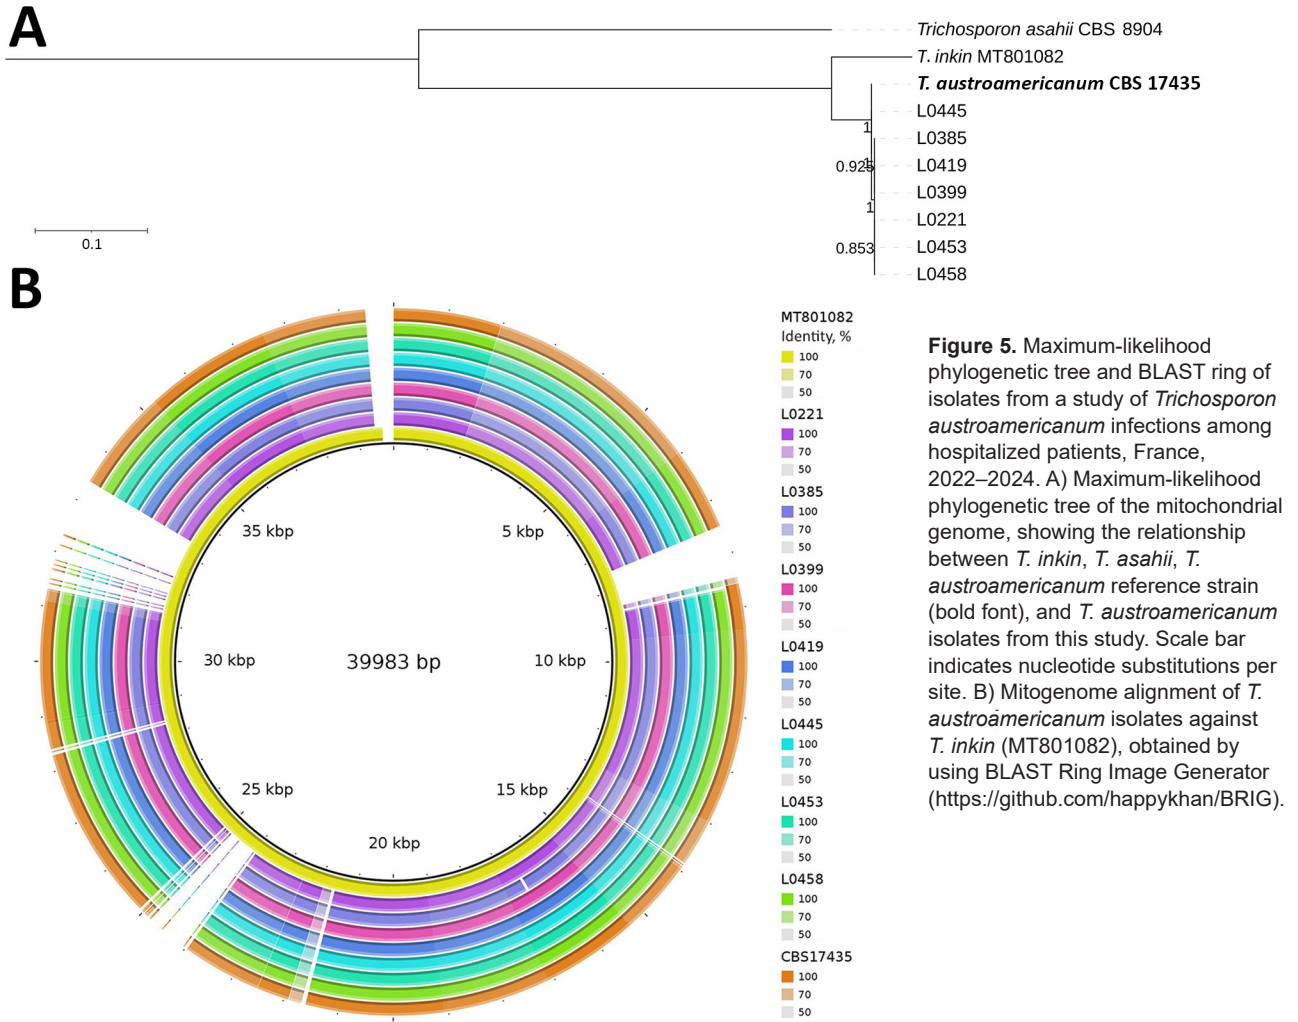 A
Trichosporon asahii CBS 8904
T. inkin MT801082
T. austroamericanum CBS 17435
L0445
1
L0385
0.925
1
L0419
L0399
1
L0221
0.853
L0453
L0458
0.1
B
35 kbp
5 kbp
30 kbp
39983 bp
10 kbp
25 kbp
15 kbp
20 kbp
MT801082
Identity, %
100
70
50
L0221
100
70
50
L0385
100
70
50
L0399
100
70
50
L0419
100
70
50
L0445
100
70
50
L0453
100
70
50
L0458
100
70
50
CBS17435
100
70
50
Figure 5. Maximum-likelihood
phylogenetic tree and BLAST ring of
isolates from a study of Trichosporon
austroamericanum infections among
hospitalized patients, France,
2022–2024. A) Maximum-likelihood
phylogenetic tree of the mitochondrial
genome, showing the relationship
between T. inkin, T. asahii, T.
austroamericanum reference strain
(bold font), and T. austroamericanum
isolates from this study. Scale bar
indicates nucleotide substitutions per
site. B) Mitogenome alignment of T.
austroamericanum isolates against
T. inkin (MT801082), obtained by
using BLAST Ring Image Generator
(https://github.com/happykhan/BRIG).